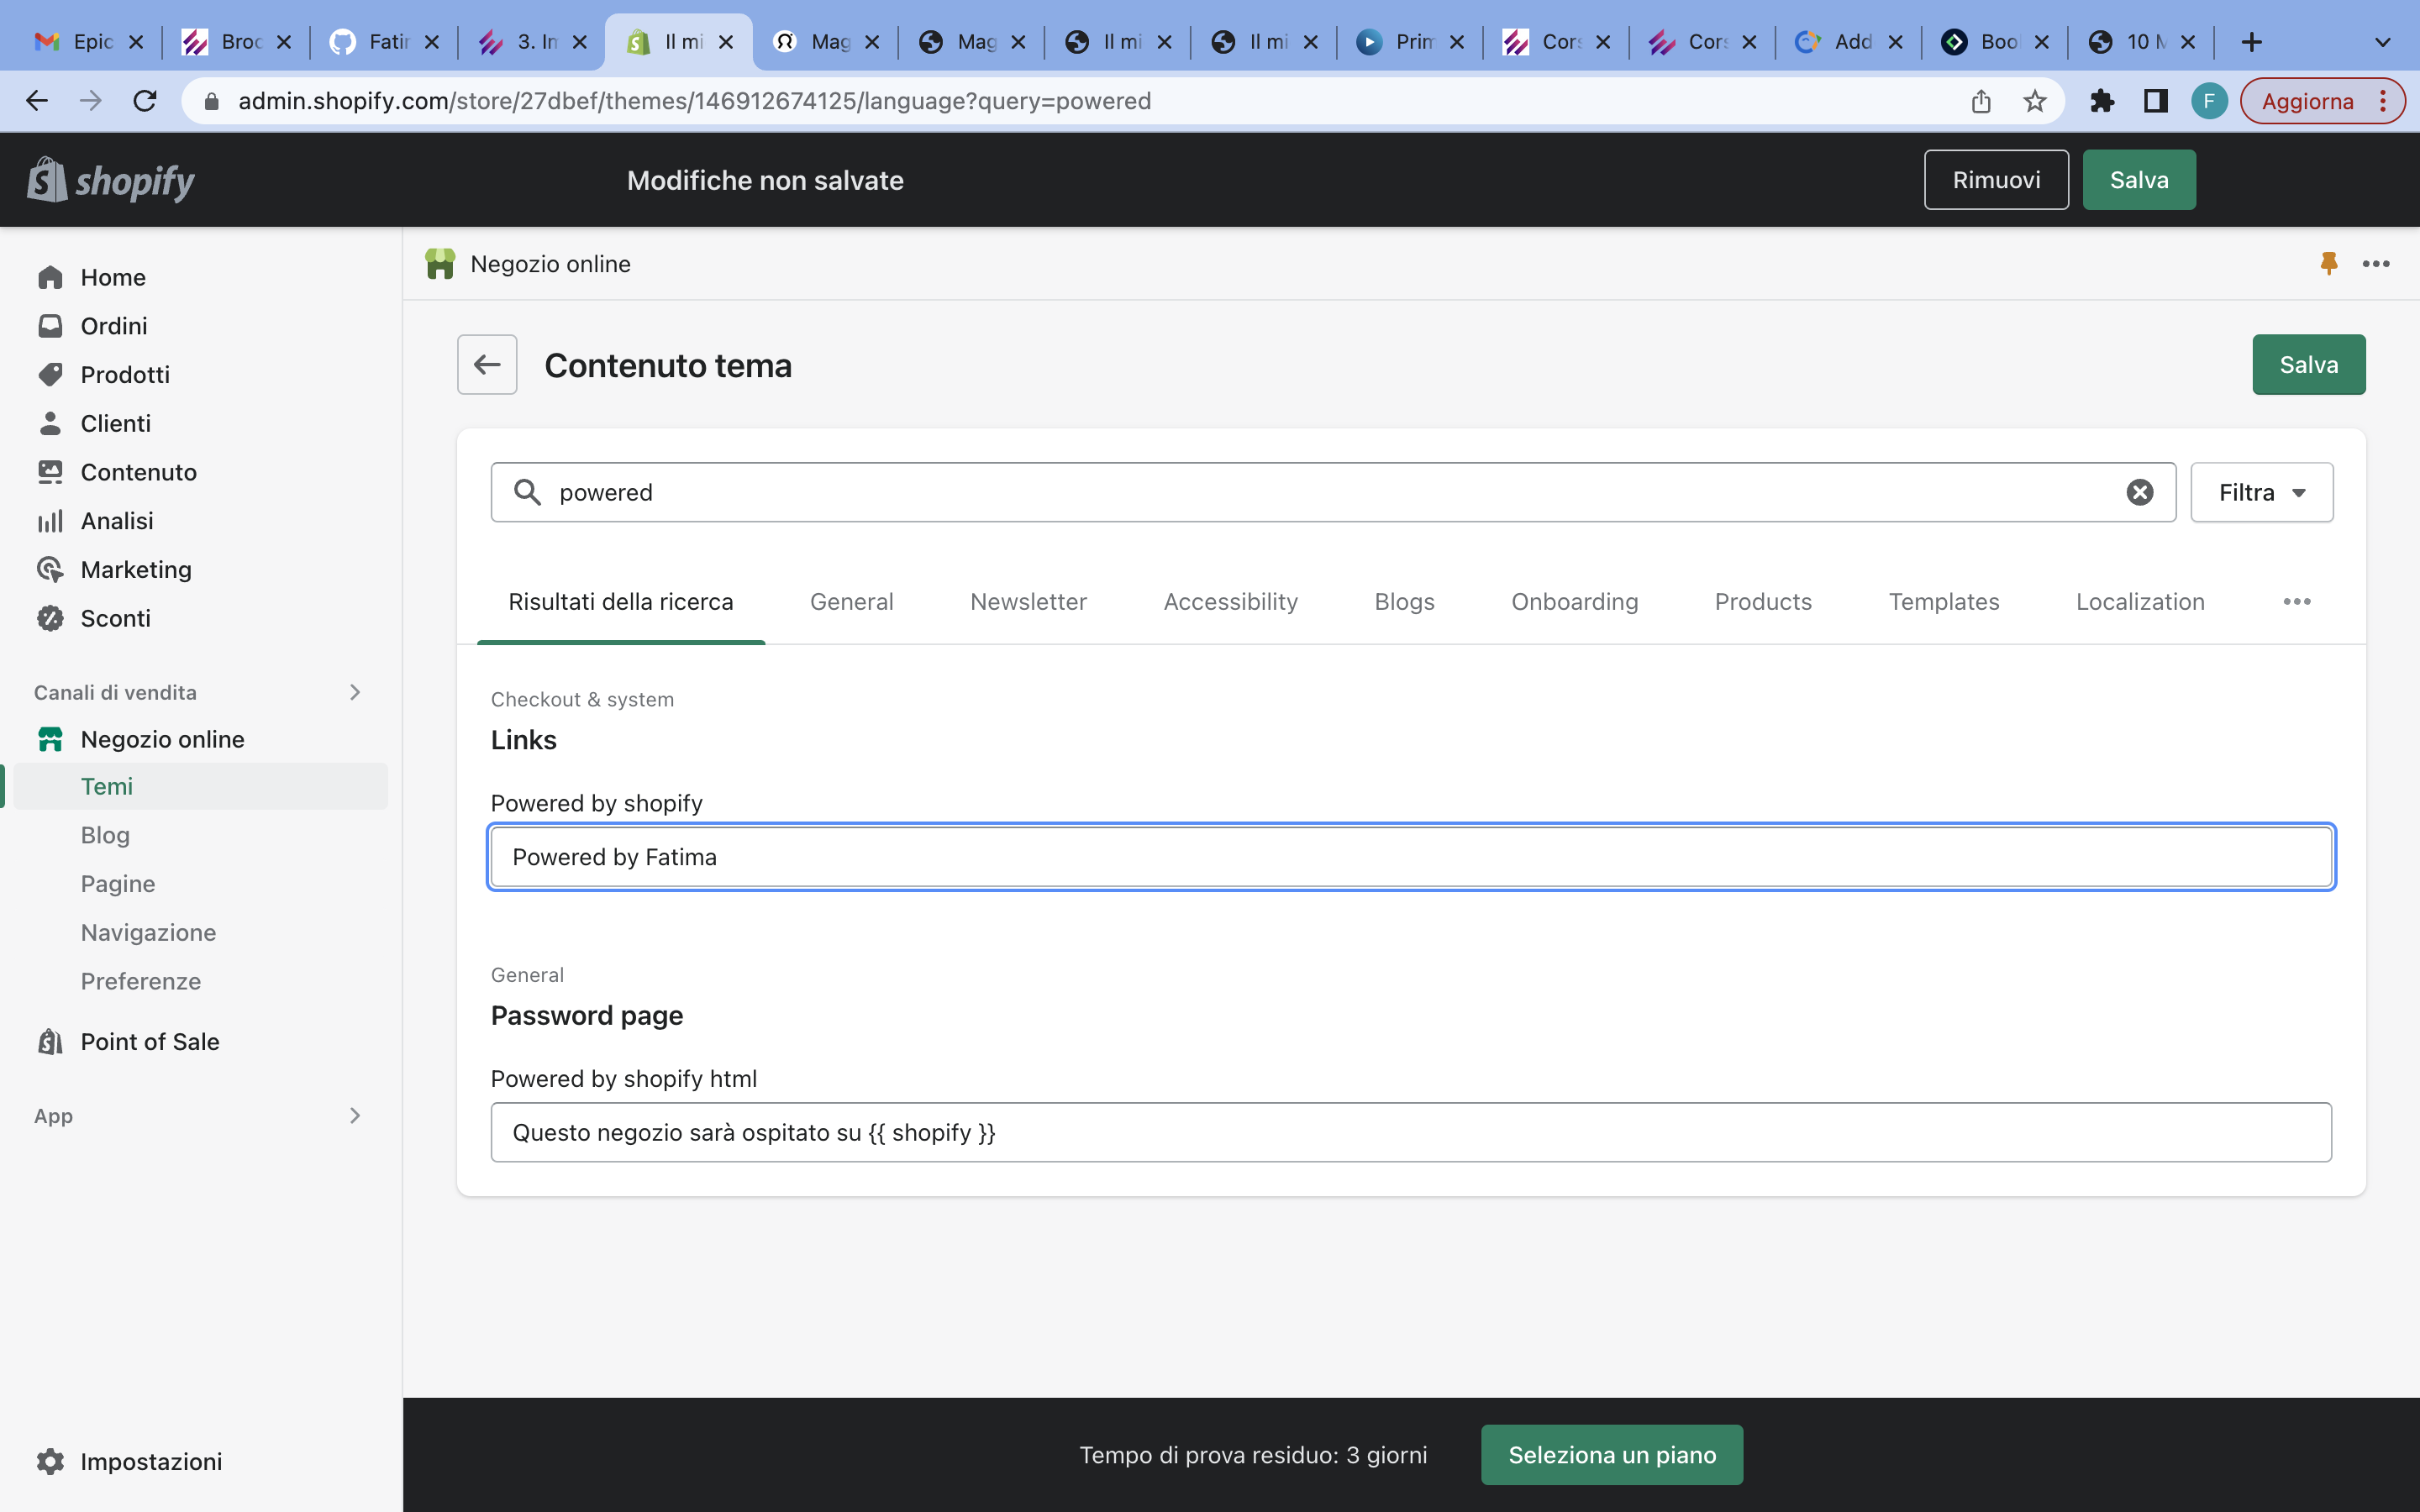 Epic
Broc
Fatir
3. In
Il mi
Mag
Mag
Il mi
Il mi
Prim
Cors
Cors
Add
Boo
10 M
admin.shopify.com/store/27dbef/themes/146912674125/language?query=powered
F
Aggiorna
shopify
Modifiche non salvate
Rimuovi
Salva
Home
Ordini
Prodotti
Clienti
Contenuto
Analisi
Marketing
Sconti
Canali di vendita
Negozio online
Temi
Blog
Pagine
Navigazione
Preferenze
Point of Sale
App
Impostazioni
Negozio online
Contenuto tema
Salva
powered
Filtra
Risultati della ricerca
General
Newsletter
Accessibility
Blogs
Onboarding
Products
Templates
Localization
Checkout & system
Links
Powered by shopify
Powered by Fatima
General
Password page
Powered by shopify html
Questo negozio sarà ospitato su {{ shopify }}
Tempo di prova residuo: 3 giorni
Seleziona un piano